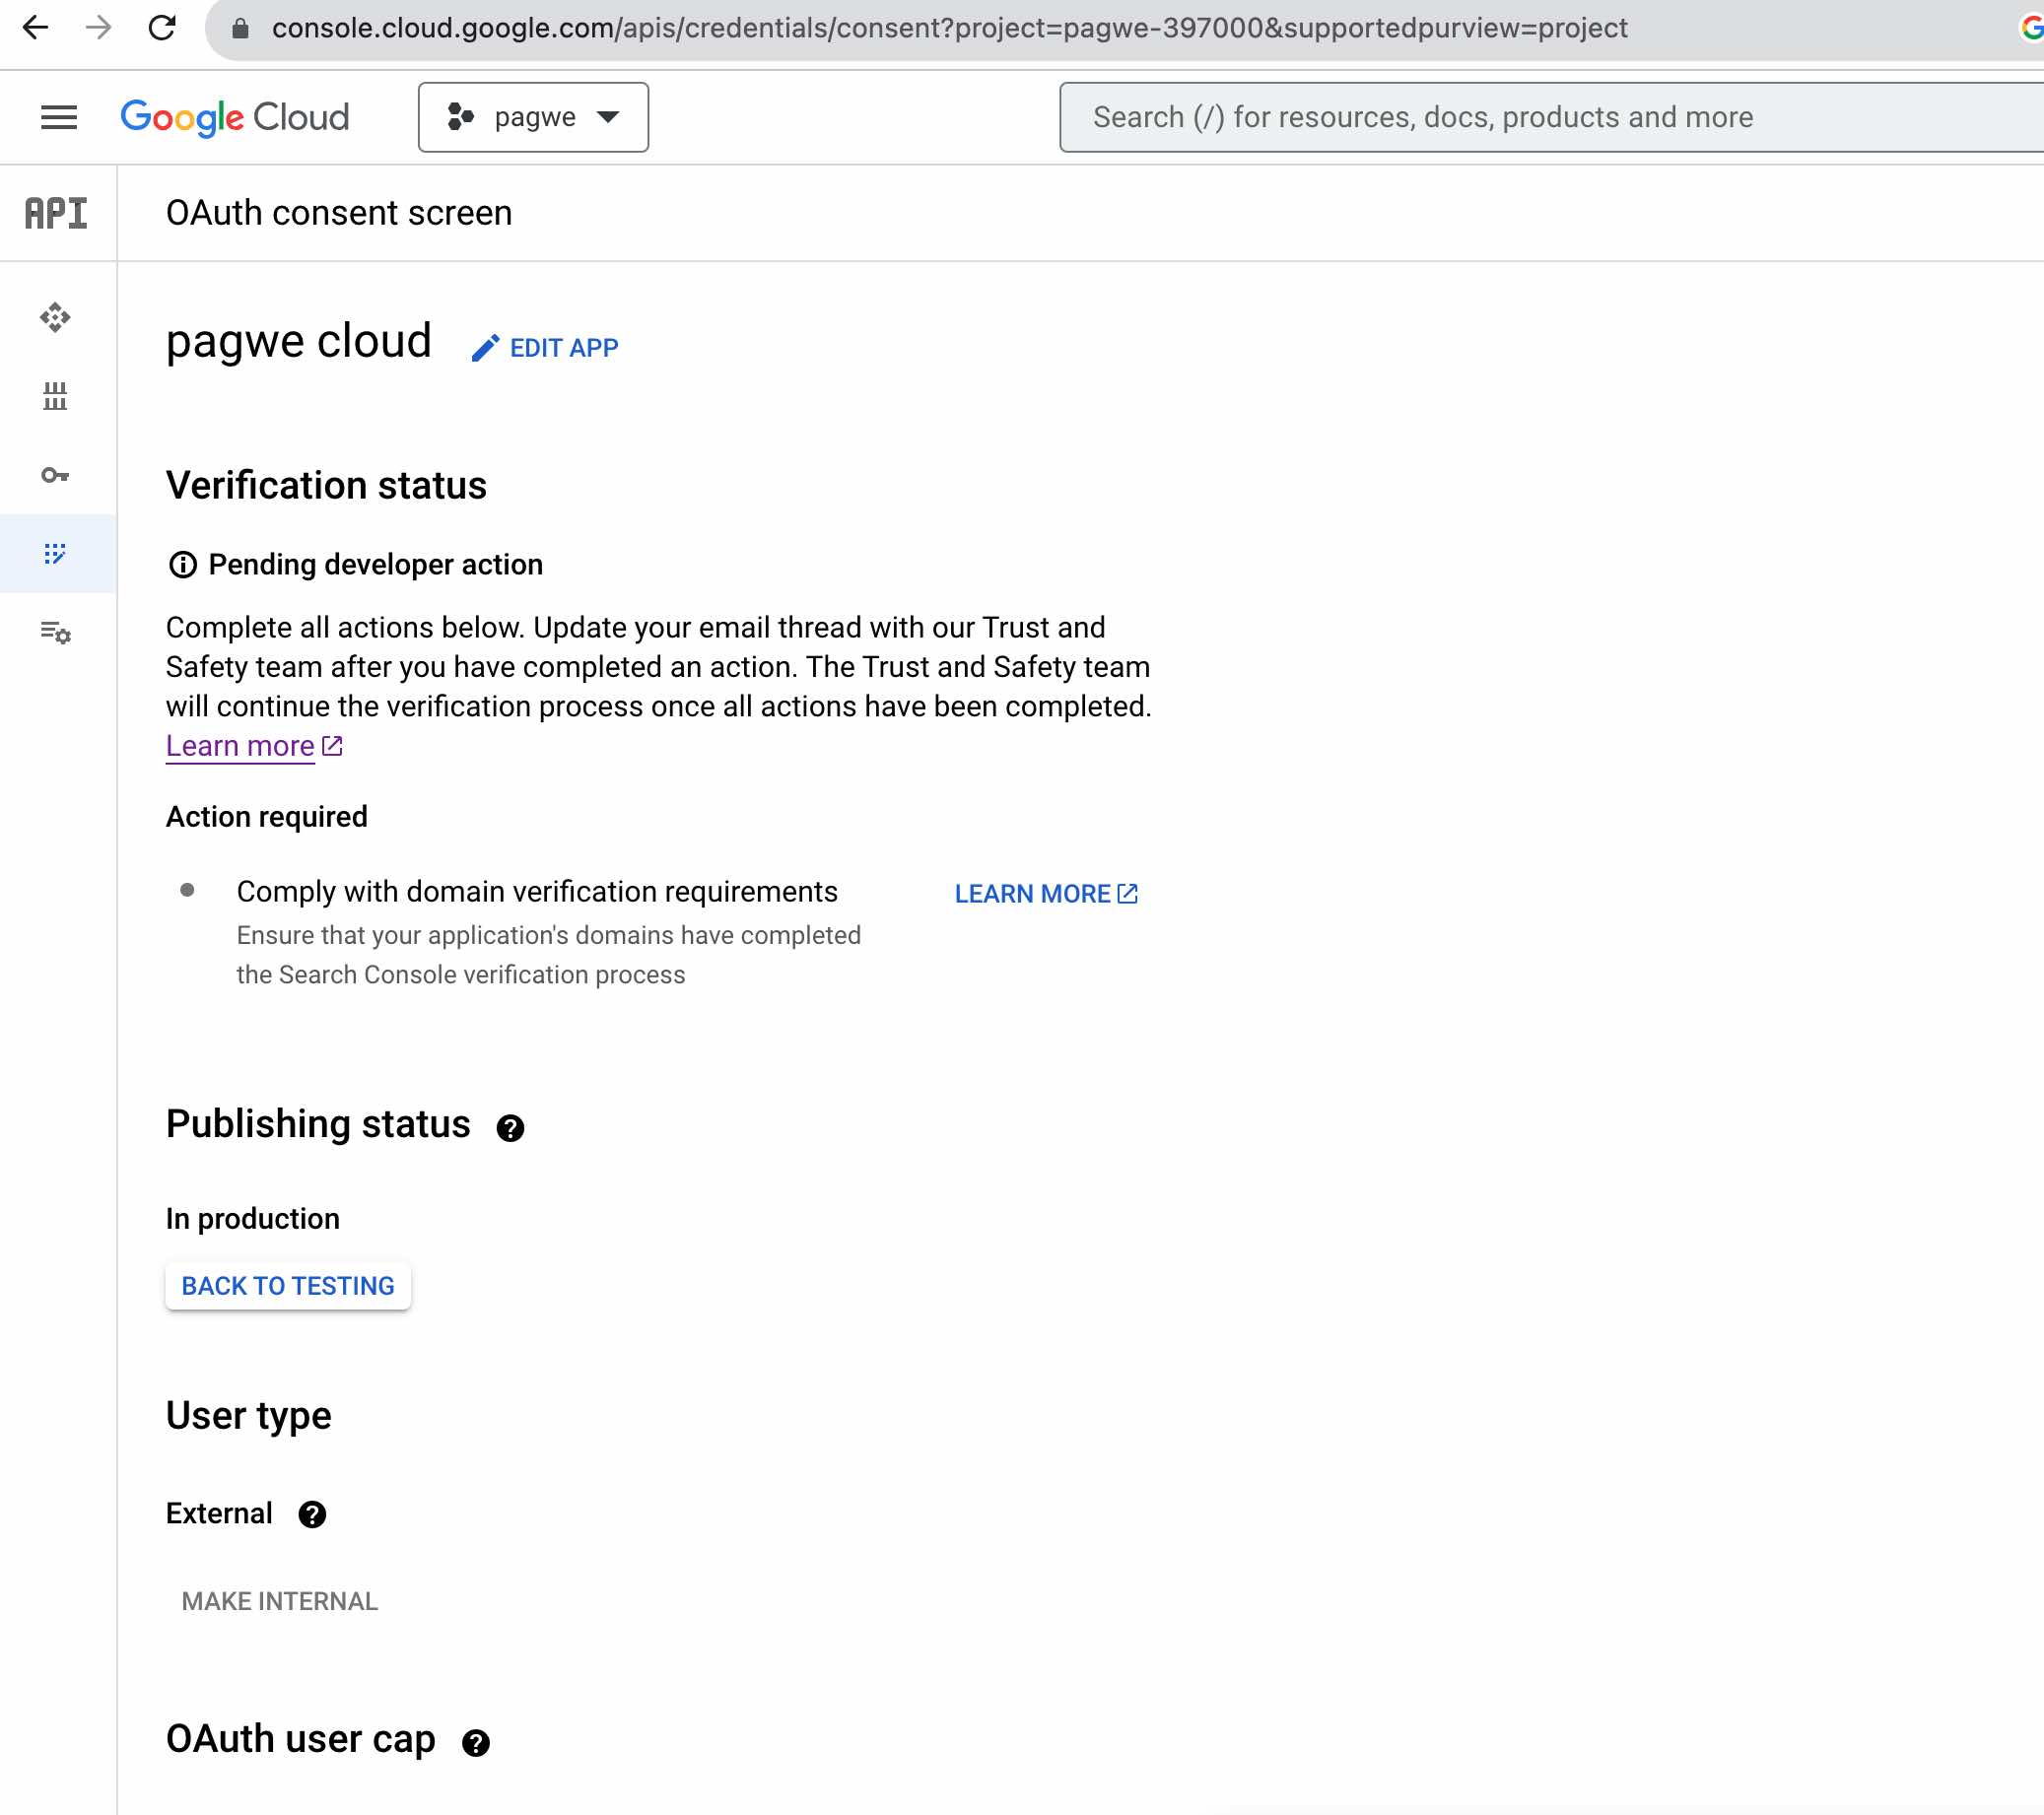 console.cloud.google.com/apis/credentials/consent?project=pagwe-397000&supportedpurview=project
Google Cloud
pagwe
Search (/) for resources, docs, products and more
API
OAuth consent screen
pagwe cloud
EDIT APP
Verification status
Pending developer action
Complete all actions below. Update your email thread with our Trust and
Safety team after you have completed an action. The Trust and Safety team
will continue the verification process once all actions have been completed.
Learn more
Action required
Comply with domain verification requirements
LEARN MORE
Ensure that your application's domains have completed
the Search Console verification process
Publishing status
In production
BACK TO TESTING
User type
External
MAKE INTERNAL
OAuth user cap